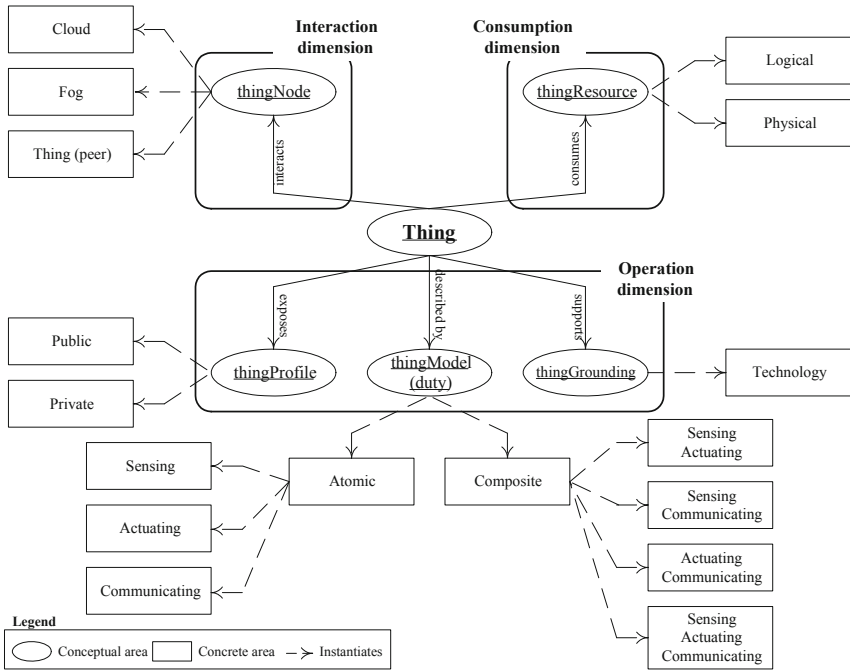 Interaction
dimension
Consumption
dimension
Cloud
Fog
Thing (peer)
thingNode
thingResource
Logical
Physical
interacts
consumes
Thing
Operation
dimension
exposes
described by
supports
Public
Private
thingProfile
thingModel
(duty)
thingGrounding
Technology
Sensing
Actuating
Communicating
Atomic
Composite
Sensing
Actuating
Sensing
Communicating
Actuating
Communicating
Sensing
Actuating
Communicating
Legend
Conceptual area
Concrete area
Instantiates